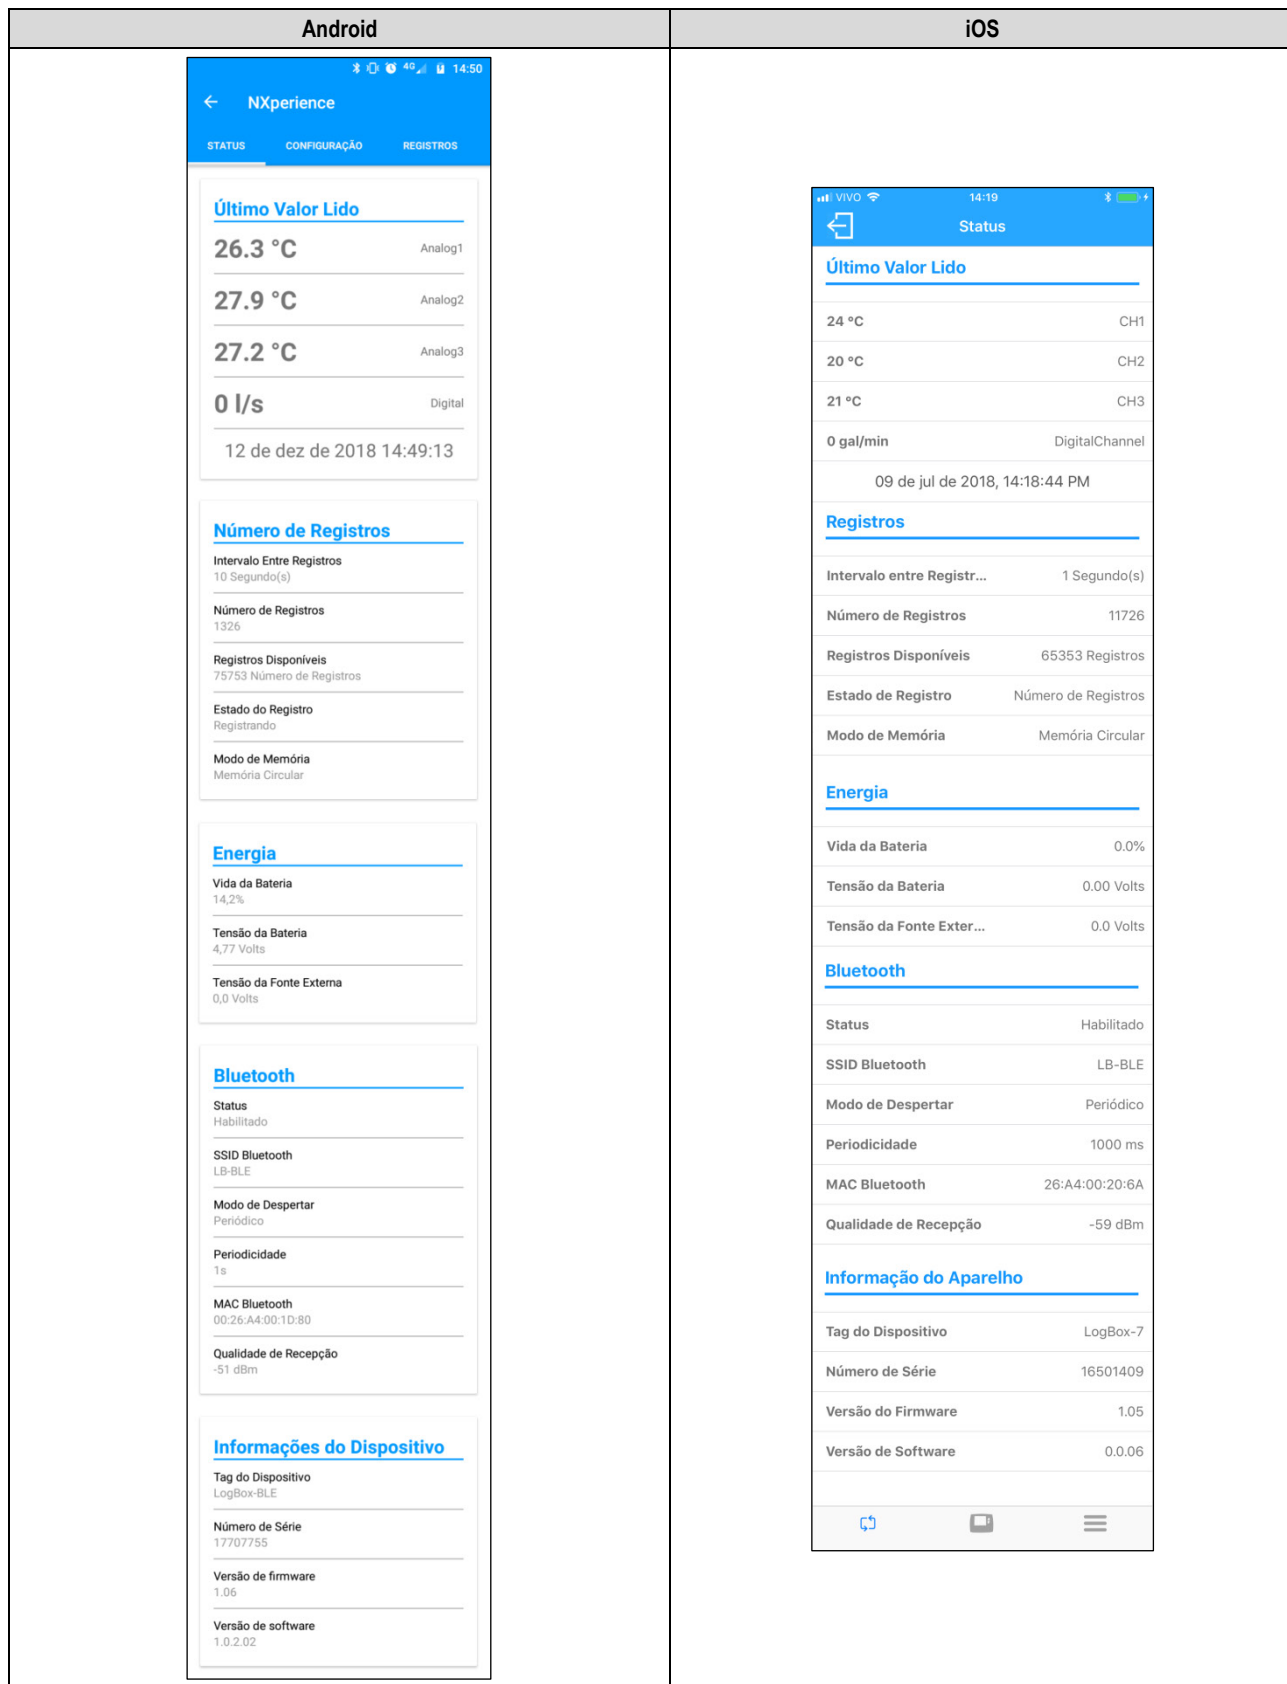 Android
iOS
4G 14:50
NXperience
STATUS CONFIGURAÇÃO REGISTROS
Último Valor Lido
26.3 °C Analog1
27.9 °C Analog2
27.2 °C Analog3
0 l/s Digital
12 de dez de 2018 14:49:13
Número de Registros
Intervalo Entre Registros
10 Segundo(s)
Número de Registros
1326
Registros Disponíveis
75753 Número de Registros
Estado do Registro
Registrando
Modo de Memória
Memória Circular
Energia
Vida da Bateria
14,2%
Tensão da Bateria
4,77 Volts
Tensão da Fonte Externa
0,0 Volts
Bluetooth
Status
Habilitado
SSID Bluetooth
LB-BLE
Modo de Despertar
Periódico
Periodicidade
1s
MAC Bluetooth
00:26:A4:00:1D:80
Qualidade de Recepção
-51 dBm
Informações do Dispositivo
Tag do Dispositivo
LogBox-BLE
Número de Série
17707755
Versão de firmware
1.06
Versão de software
1.0.2.02
VIVO 14:19
Status
Último Valor Lido
24 °C CH1
20 °C CH2
21 °C CH3
0 gal/min DigitalChannel
09 de jul de 2018, 14:18:44 PM
Registros
Intervalo entre Registr... 1 Segundo(s)
Número de Registros 11726
Registros Disponíveis 65353 Registros
Estado de Registro Número de Registros
Modo de Memória Memória Circular
Energia
Vida da Bateria 0.0%
Tensão da Bateria 0.00 Volts
Tensão da Fonte Exter... 0.0 Volts
Bluetooth
Status Habilitado
SSID Bluetooth LB-BLE
Modo de Despertar Periódico
Periodicidade 1000 ms
MAC Bluetooth 26:A4:00:20:6A
Qualidade de Recepção -59 dBm
Informação do Aparelho
Tag do Dispositivo LogBox-7
Número de Série 16501409
Versão do Firmware 1.05
Versão de Software 0.0.06